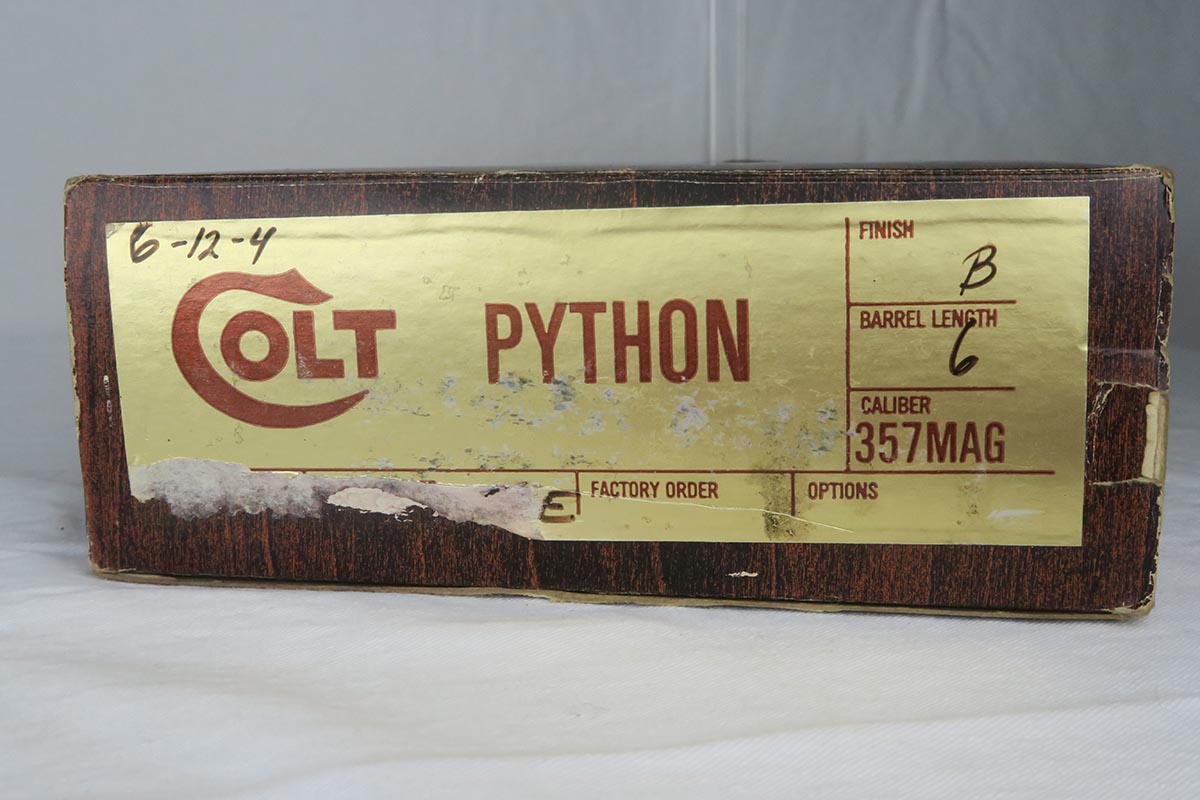 6-12-4
COLT PYTHON
FINISH
B
BARREL LENGTH
6
CALIBER
357MAG
E
FACTORY ORDER
OPTIONS